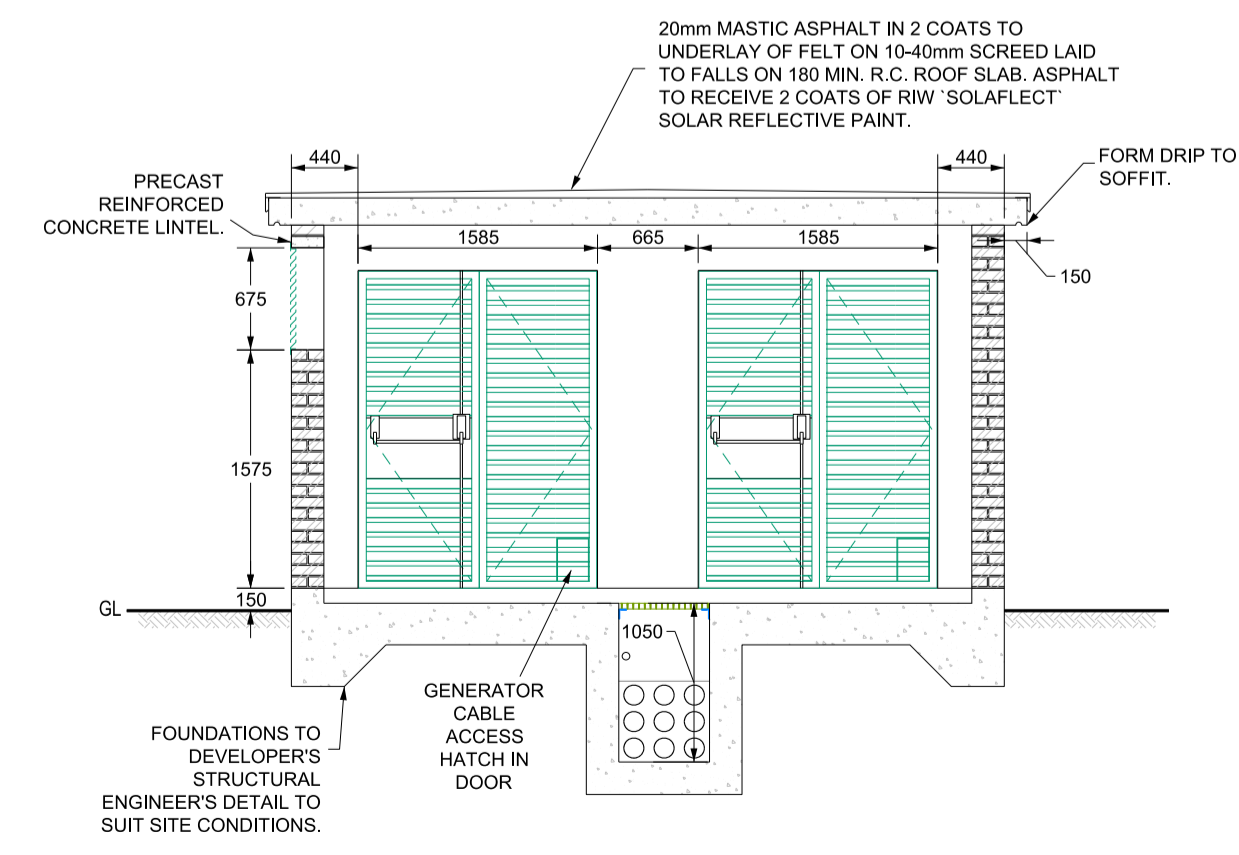 20mm MASTIC ASPHALT IN 2 COATS TO
UNDERLAY OF FELT ON 10-40mm SCREED LAID
TO FALLS ON 180 MIN. R.C. ROOF SLAB. ASPHALT
TO RECEIVE 2 COATS OF RIW `SOLAFLECT`
SOLAR REFLECTIVE PAINT.
440
440
FORM DRIP TO
SOFFIT.
PRECAST
REINFORCED
CONCRETE LINTEL.
1585
665
1585
150
675
1575
150
GL
1050
GENERATOR
CABLE
ACCESS
HATCH IN
DOOR
FOUNDATIONS TO
DEVELOPER'S
STRUCTURAL
ENGINEER'S DETAIL TO
SUIT SITE CONDITIONS.